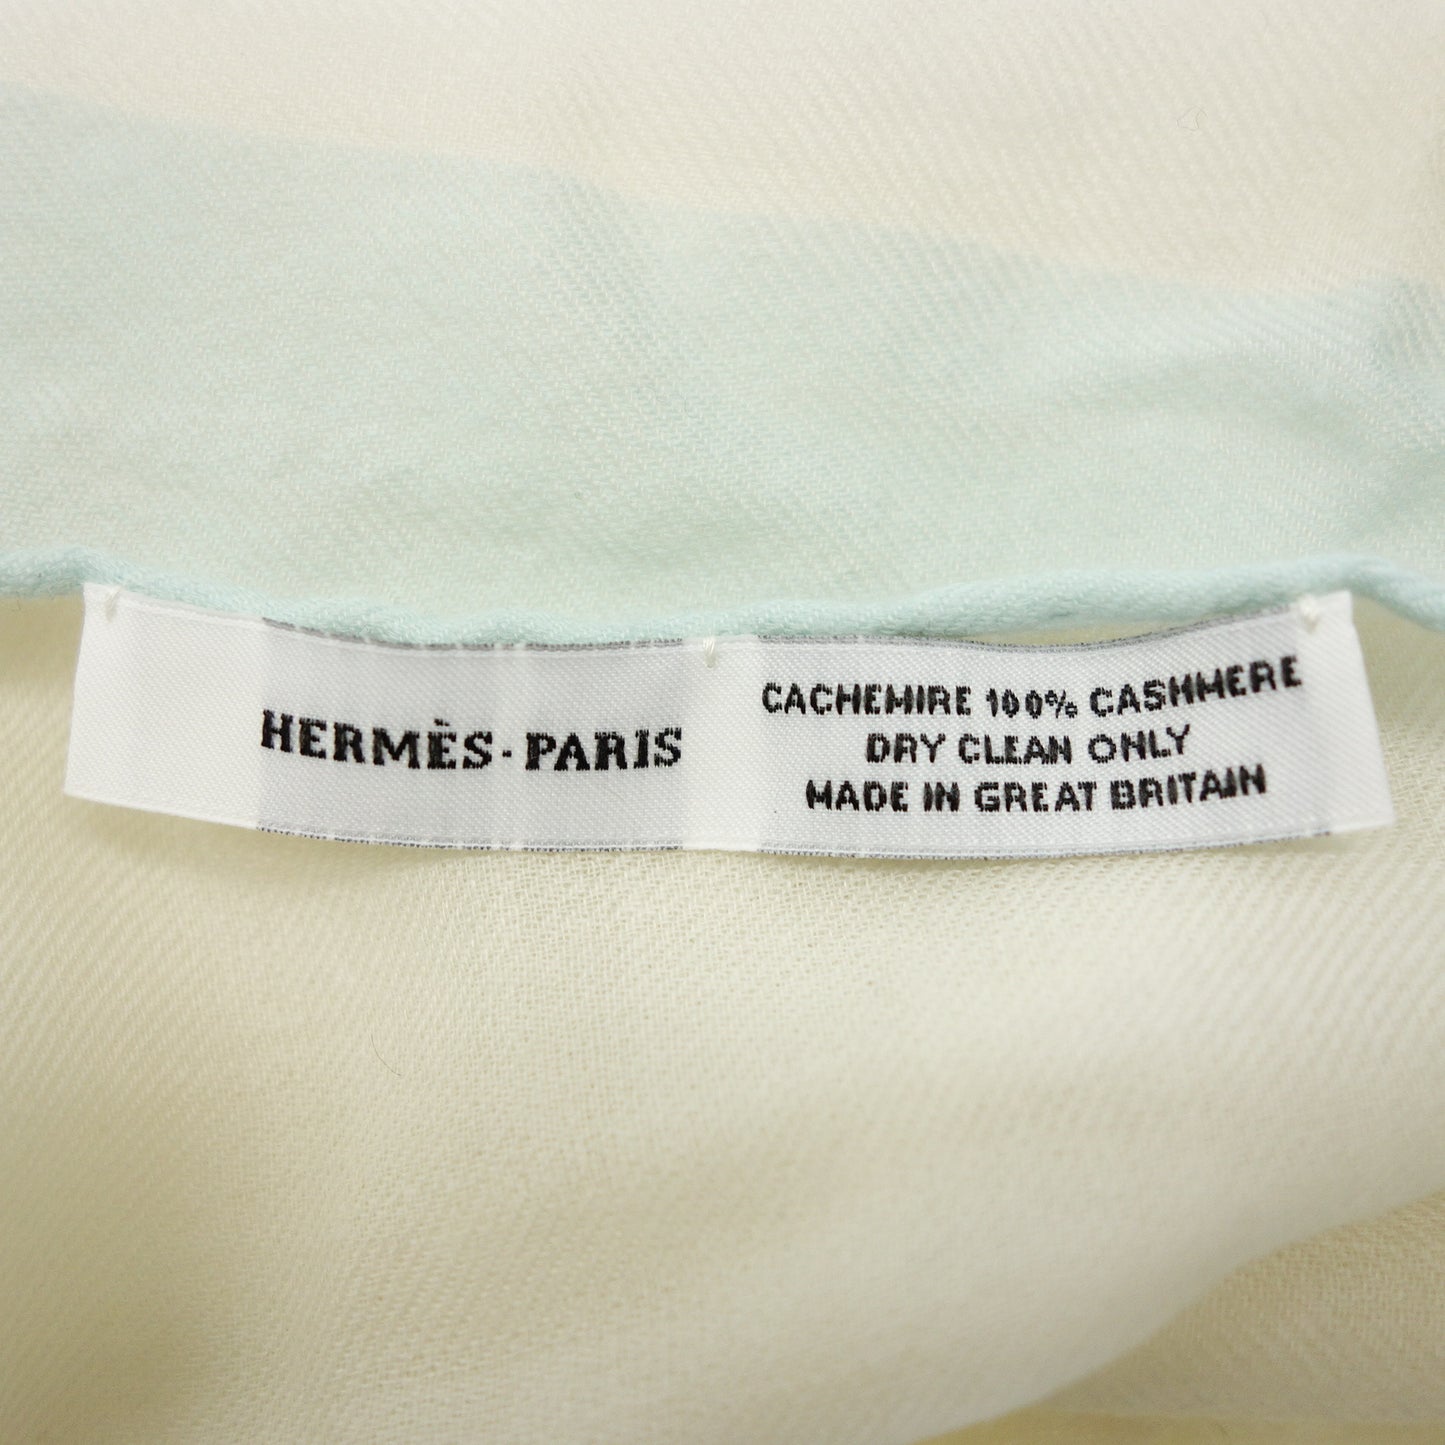 HERMÈS-PARIS
CACHEMIRE 100% CASHMERE
DRY CLEAN ONLY
MADE IN GREAT BRITAIN